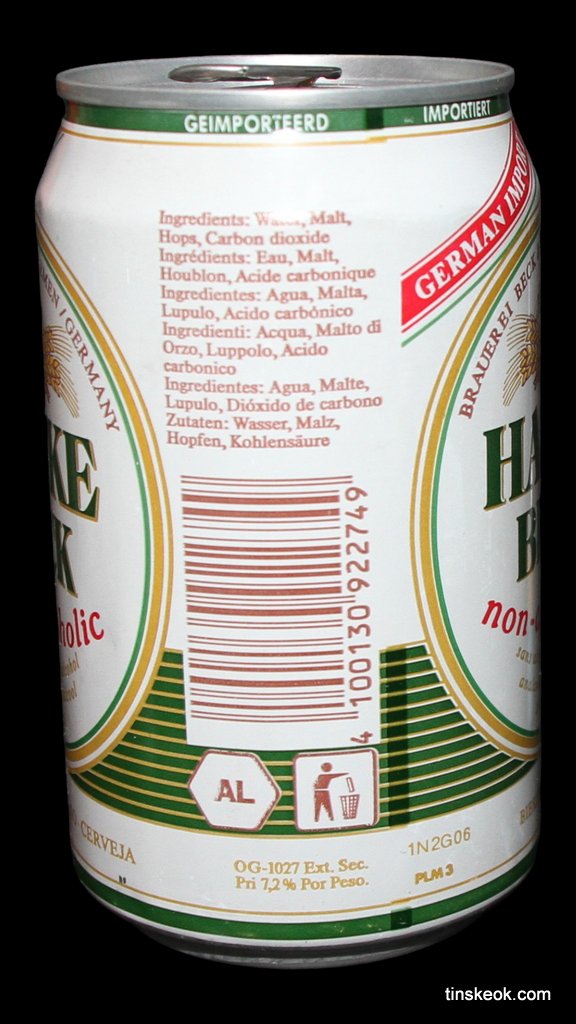 GEIMPORTEERD
IMPORTIERT
GERMAN IMPO
Ingredients: Water, Malt,
Hops, Carbon dioxide
Ingrédients: Eau, Malt,
Houblon, Acide carbonique
Ingredientes: Agua, Malta,
Lupulo, Acido carbónico
Ingredienti: Acqua, Malto di
Orzo, Luppolo, Acido
carbonico
Ingredientes: Agua, Malte,
Lupulo, Dióxido de carbono
Zutaten: Wasser, Malz,
Hopfen, Kohlensäure
MEN / GERMANY
KE
K
holic
BRAUEREI BECK
HA
B
non-
4 100130 922749
AL
CERVEJA
OG-1027 Ext. Sec.
Pri 7,2 % Por Peso.
1N2G06
PLM 3
tinskeok.com